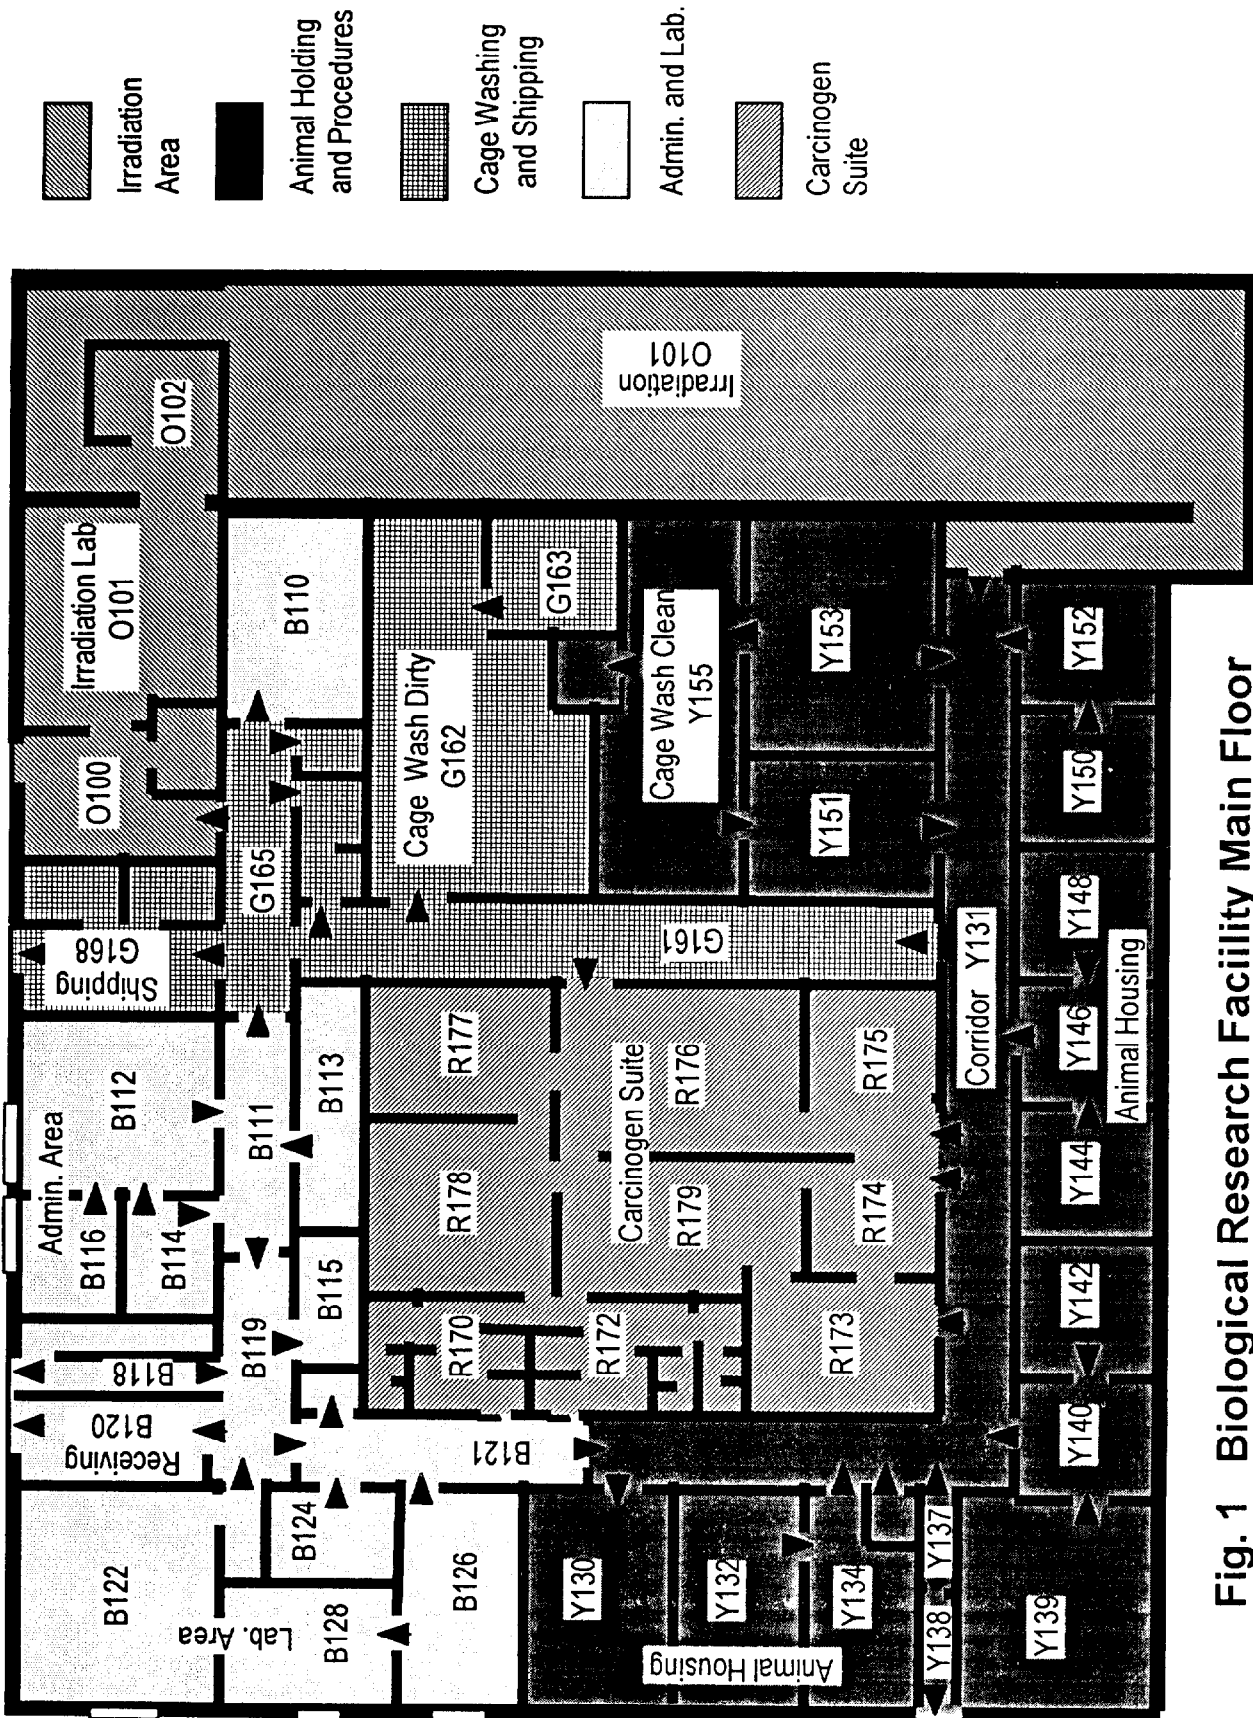 Irradiation
Area
Animal Holding
and Procedures
Cage Washing
and Shipping
Admin. and Lab.
Carcinogen
Suite
B122
Lab. Area
B128
B124
B126
Receiving
B120
B118
B119
B121
B116
B114
Admin. Area
B112
B111
B115
B113
Shipping
G168
G165
O100
Irradiation Lab
O101
O102
B110
Irradiation
O101
Cage Wash Dirty
G162
G163
G161
Cage Wash Clean
Y155
Y151
Y153
R170
R172
R173
R178
R177
Carcinogen Suite
R179
R176
R174
R175
Y130
Y132
Y134
Animal Housing
Y138
Y137
Y139
Corridor Y131
Y140
Y142
Y144
Y146
Y148
Animal Housing
Y150
Y152
Fig. 1 Biological Research Faciility Main Floor